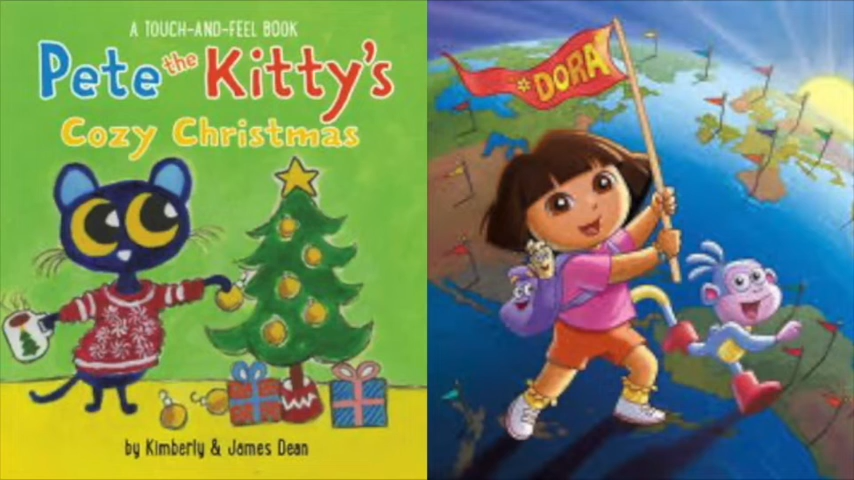 A TOUCH-AND-FEEL BOOK
Pete the Kitty's
Cozy Christmas
by Kimberly & James Dean
DORA